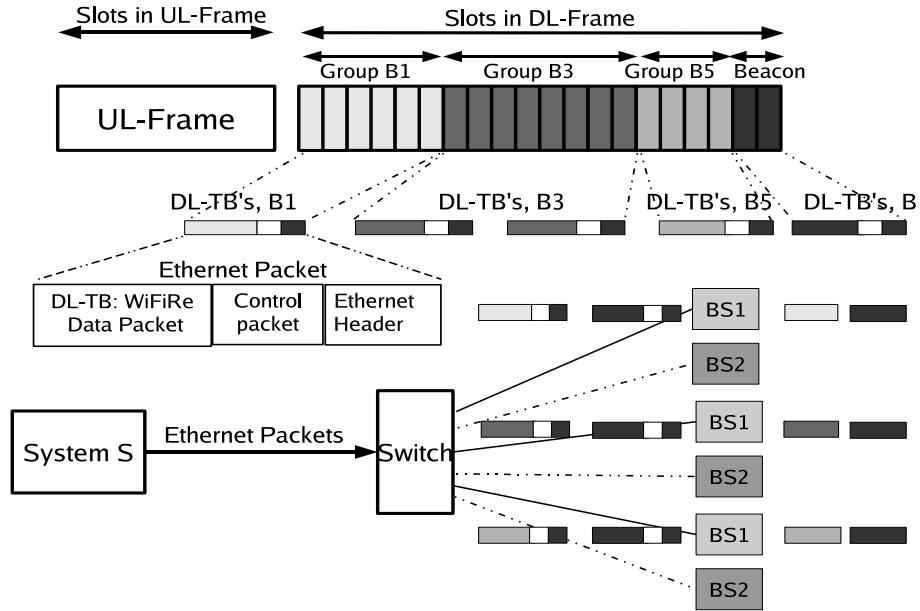 Slots in UL-Frame
Slots in DL-Frame
Group B1
Group B3
Group B5
Beacon
UL-Frame
DL-TB's, B1
DL-TB's, B3
DL-TB's, B5
DL-TB's, B
Ethernet Packet
DL-TB: WiFiRe
Data Packet
Control
packet
Ethernet
Header
BS1
BS2
System S
Ethernet Packets
Switch
BS1
BS2
BS1
BS2